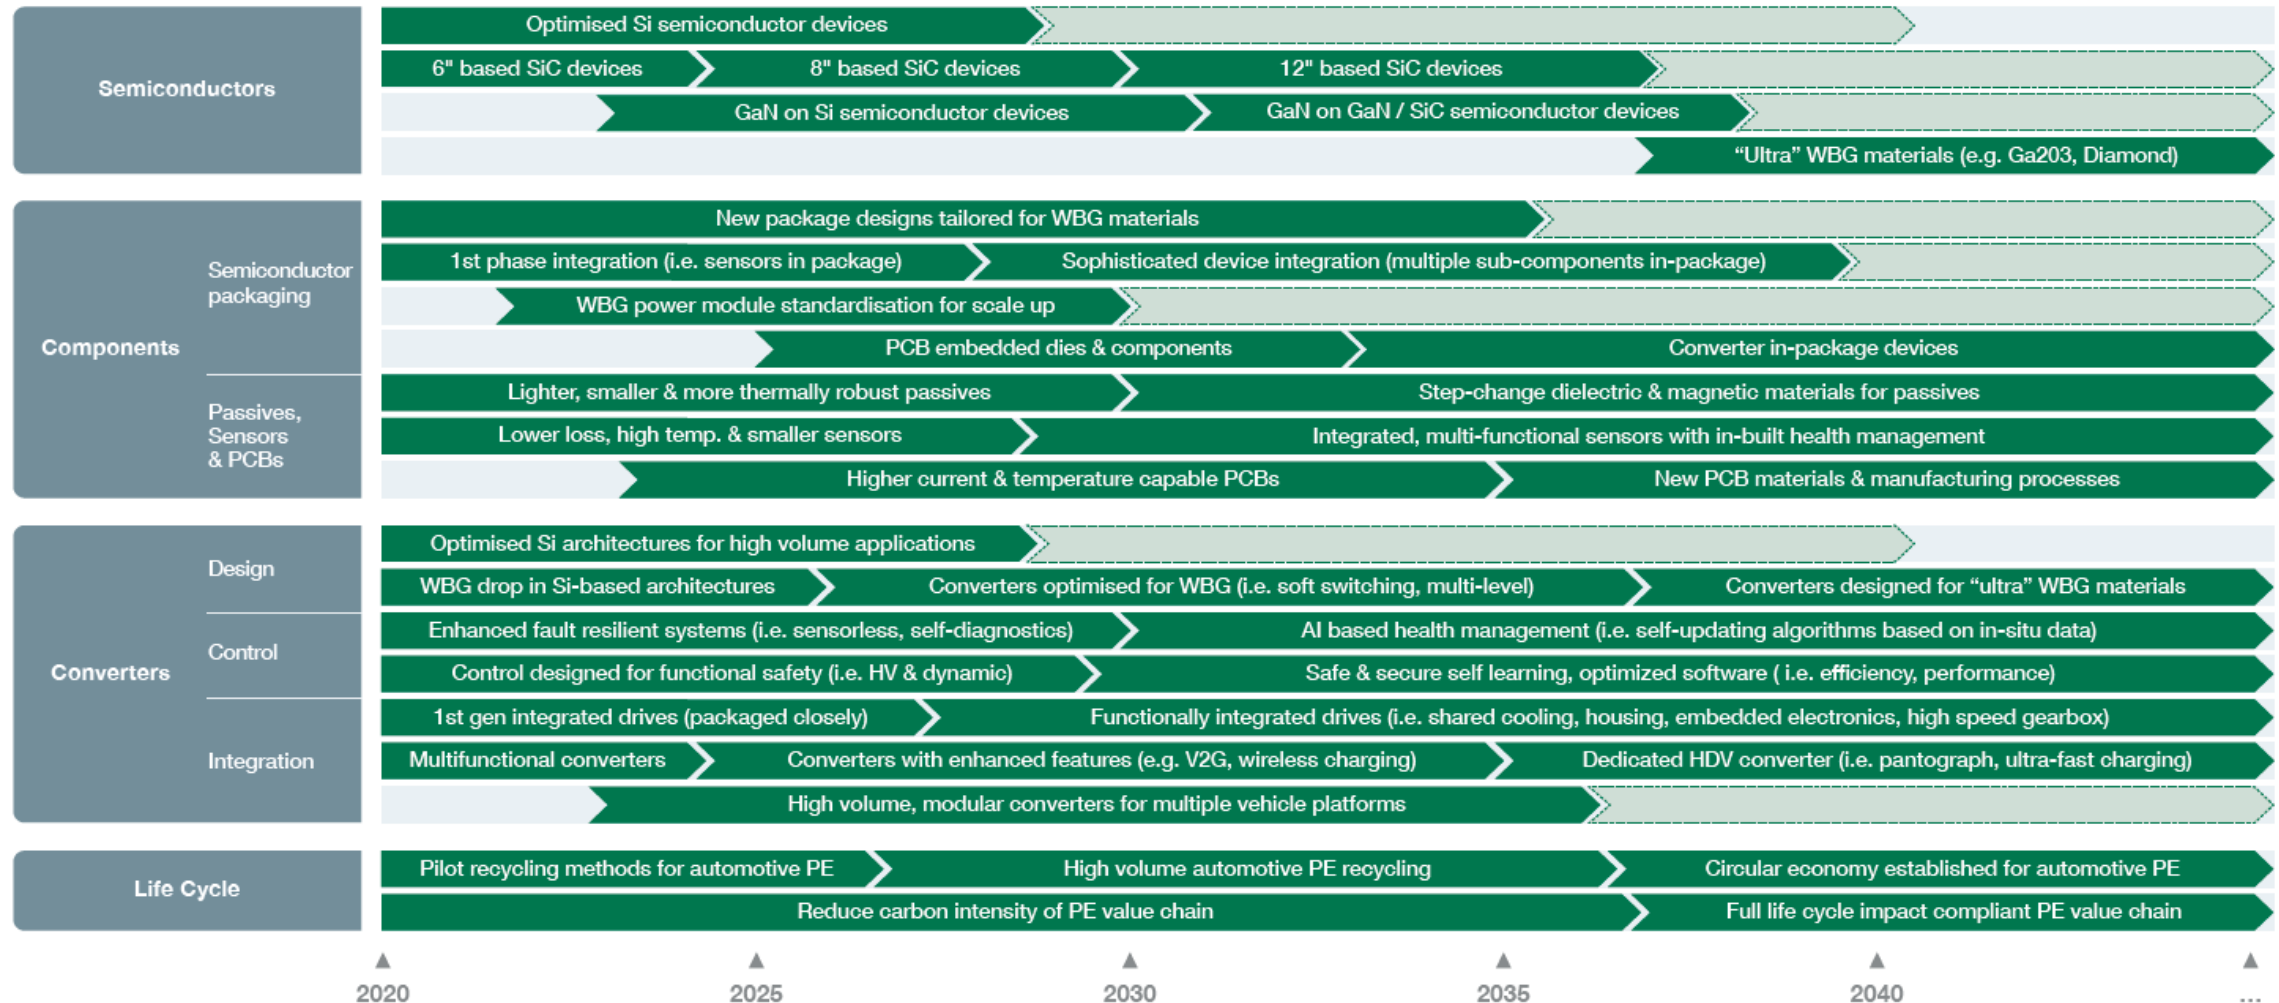 Semiconductors
Optimised Si semiconductor devices
6" based SiC devices
8" based SiC devices
12" based SiC devices
GaN on Si semiconductor devices
GaN on GaN / SiC semiconductor devices
“Ultra” WBG materials (e.g. Ga203, Diamond)
Components
Semiconductor
packaging
New package designs tailored for WBG materials
1st phase integration (i.e. sensors in package)
Sophisticated device integration (multiple sub-components in-package)
WBG power module standardisation for scale up
PCB embedded dies & components
Converter in-package devices
Passives,
Sensors
& PCBs
Lighter, smaller & more thermally robust passives
Step-change dielectric & magnetic materials for passives
Lower loss, high temp. & smaller sensors
Integrated, multi-functional sensors with in-built health management
Higher current & temperature capable PCBs
New PCB materials & manufacturing processes
Converters
Design
Optimised Si architectures for high volume applications
WBG drop in Si-based architectures
Converters optimised for WBG (i.e. soft switching, multi-level)
Converters designed for “ultra” WBG materials
Control
Enhanced fault resilient systems (i.e. sensorless, self-diagnostics)
AI based health management (i.e. self-updating algorithms based on in-situ data)
Control designed for functional safety (i.e. HV & dynamic)
Safe & secure self learning, optimized software ( i.e. efficiency, performance)
Integration
1st gen integrated drives (packaged closely)
Functionally integrated drives (i.e. shared cooling, housing, embedded electronics, high speed gearbox)
Multifunctional converters
Converters with enhanced features (e.g. V2G, wireless charging)
Dedicated HDV converter (i.e. pantograph, ultra-fast charging)
High volume, modular converters for multiple vehicle platforms
Life Cycle
Pilot recycling methods for automotive PE
High volume automotive PE recycling
Circular economy established for automotive PE
Reduce carbon intensity of PE value chain
Full life cycle impact compliant PE value chain
2020
2025
2030
2035
2040
...